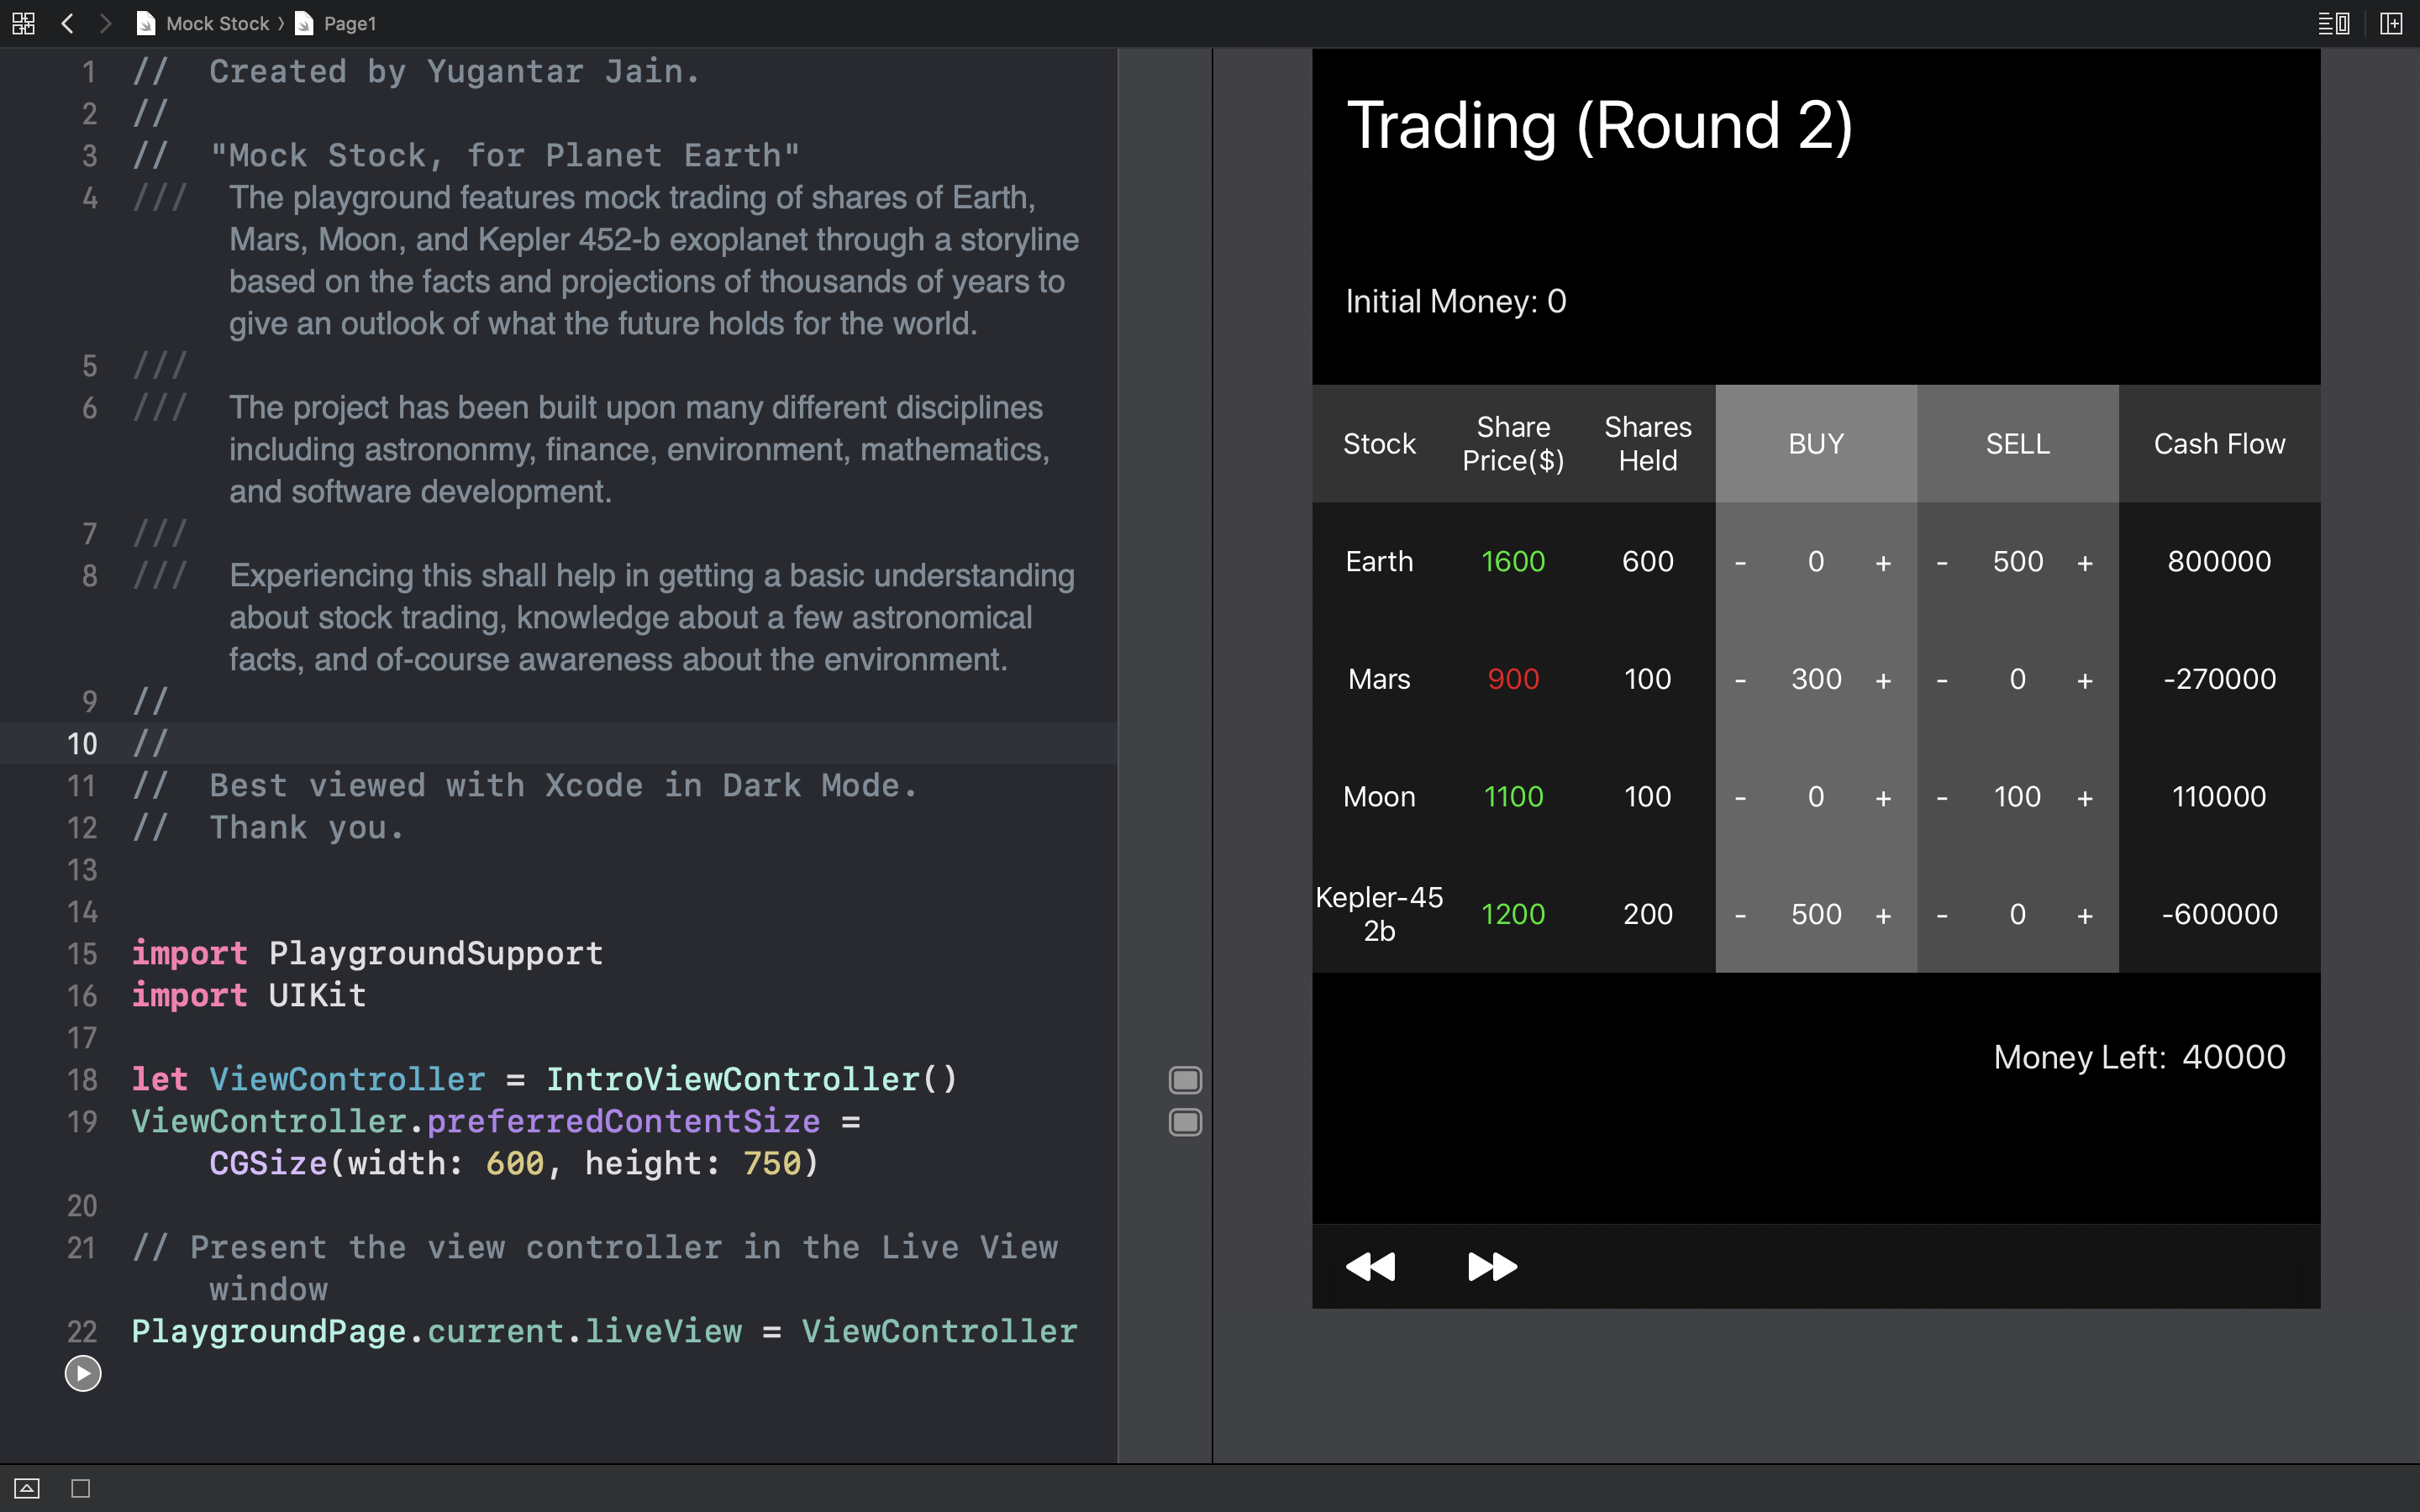 Mock Stock 〉 Page1
1 // Created by Yugantar Jain.
2 //
3 // "Mock Stock, for Planet Earth"
4 /// The playground features mock trading of shares of Earth,
Mars, Moon, and Kepler 452-b exoplanet through a storyline
based on the facts and projections of thousands of years to
give an outlook of what the future holds for the world.
5 ///
6 /// The project has been built upon many different disciplines
including astrononmy, finance, environment, mathematics,
and software development.
7 ///
8 /// Experiencing this shall help in getting a basic understanding
about stock trading, knowledge about a few astronomical
facts, and of-course awareness about the environment.
9 //
10 //
11 // Best viewed with Xcode in Dark Mode.
12 // Thank you.
13
14
15 import PlaygroundSupport
16 import UIKit
17
18 let ViewController = IntroViewController()
19 ViewController.preferredContentSize =
CGSize(width: 600, height: 750)
20
21 // Present the view controller in the Live View
window
22 PlaygroundPage.current.liveView = ViewController
Trading (Round 2)
Initial Money: 0
Stock Share Price($) Shares Held BUY SELL Cash Flow
Earth 1600 600 - 0 + - 500 + 800000
Mars 900 100 - 300 + - 0 + -270000
Moon 1100 100 - 0 + - 100 + 110000
Kepler-45
2b 1200 200 - 500 + - 0 + -600000
Money Left: 40000